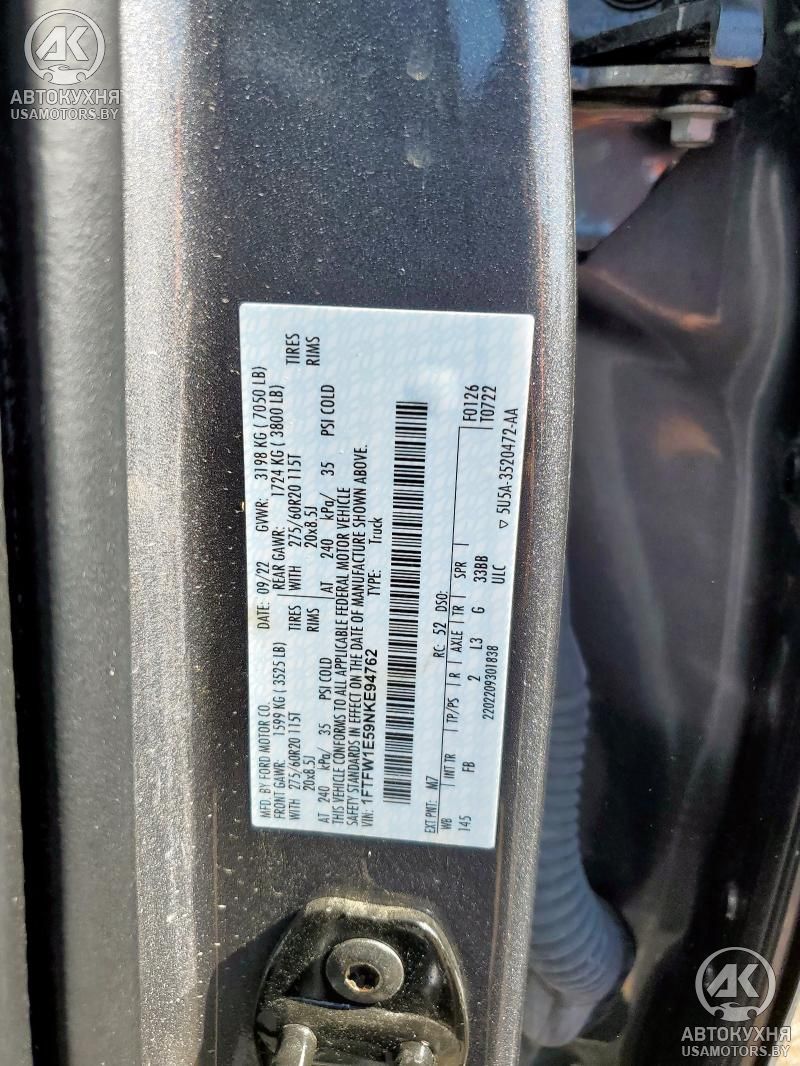 AK
АВТОКУХНЯ
USAMOTORS.BY
MFD. BY FORD MOTOR CO. DATE: 09/22 GVWR: 3198 KG ( 7050 LB)
FRONT GAWR: 1599 KG ( 3525 LB) REAR GAWR: 1724 KG ( 3800 LB)
WITH 275/60R20 115T TIRES WITH 275/60R20 115T TIRES
20x8.5J RIMS 20x8.5J RIMS
AT 240 kPa/ 35 PSI COLD AT 240 kPa/ 35 PSI COLD
THIS VEHICLE CONFORMS TO ALL APPLICABLE FEDERAL MOTOR VEHICLE
SAFETY STANDARDS IN EFFECT ON THE DATE OF MANUFACTURE SHOWN ABOVE.
VIN: 1FTFW1E59NKE94762 TYPE: Truck
EXT PNT: M7 RC: 52 DSO: F0126
WB INT TR TP/PS R AXLE TR SPR T0722
145 FB 2 L3 G 33BB
2202209301838 ULC ▽ 5U5A-3520472-AA
AK
АВТОКУХНЯ
USAMOTORS.BY